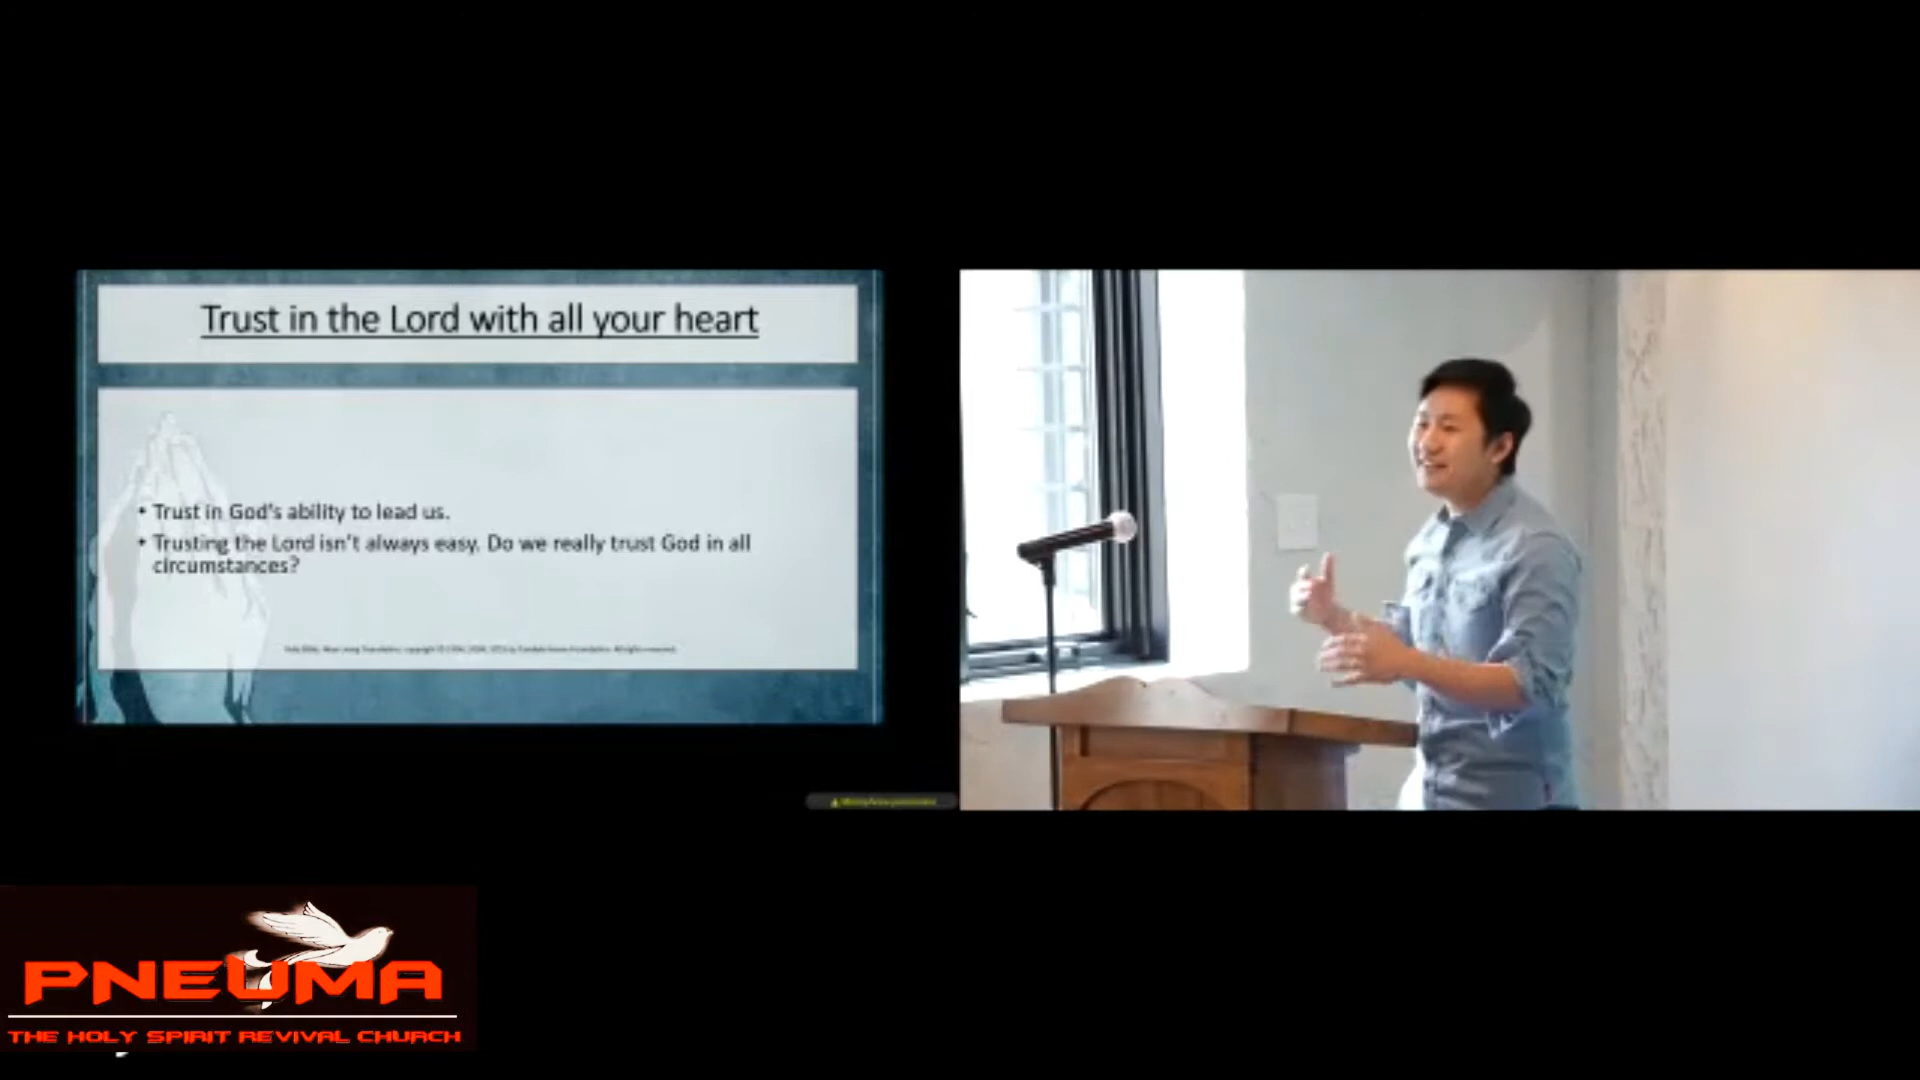 Trust in the Lord with all your heart
• Trust in God's ability to lead us.
• Trusting the Lord isn't always easy. Do we really trust God in all
circumstances?
PNEUMA
THE HOLY SPIRIT REVIVAL CHURCH